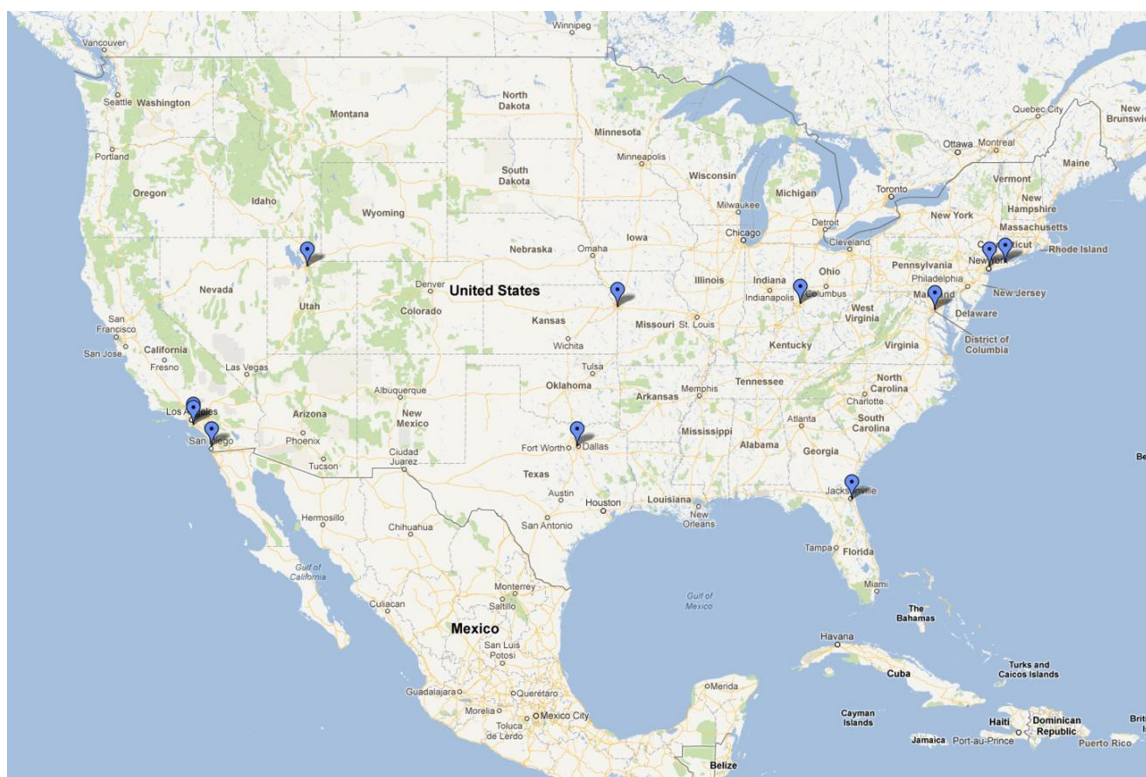 Winnipeg
Vancouver
Seattle
Washington
Portland
Oregon
Idaho
Montana
Wyoming
North
Dakota
South
Dakota
Minnesota
Minneapolis
Wisconsin
Milwaukee
Chicago
Michigan
Detroit
Toronto
Ottawa
Montreal
Quebec City
New
Maine
Vermont
New
Hampshire
Massachusetts
Rhode Island
New York
Pennsylvania
Philadelphia
New Jersey
Delaware
District of
Columbia
Cleveland
Ohio
Columbus
Indiana
Indianapolis
Illinois
Iowa
Omaha
Nebraska
United States
Denver
Colorado
Utah
Nevada
San
Francisco
San Jose
California
Fresno
Las Vegas
San Diego
Arizona
Phoenix
Tucson
Albuquerque
New
Mexico
Ciudad
Juarez
Kansas
Wichita
Missouri
St. Louis
Kentucky
West
Virginia
Virginia
Tulsa
Oklahoma
Arkansas
Memphis
Tennessee
North
Carolina
Charlotte
South
Carolina
Atlanta
Georgia
Alabama
Mississippi
Louisiana
New
Orleans
Fort Worth
Dallas
Texas
Austin
Houston
San Antonio
Tampa
Florida
Miami
Hermosillo
Chihuahua
Gulf of
California
Culiacan
Monterrey
Saltillo
Mexico
San Luis
Potosi
Guadalajara
Querétaro
Morelia
Mexico City
Toluca
de Lerdo
Merida
Gulf of
Mexico
The
Bahamas
Havana
Cuba
Turks and
Caicos Islands
Cayman
Islands
Jamaica
Haiti
Port-au-Prince
Dominican
Republic
Puerto Rico
Belize